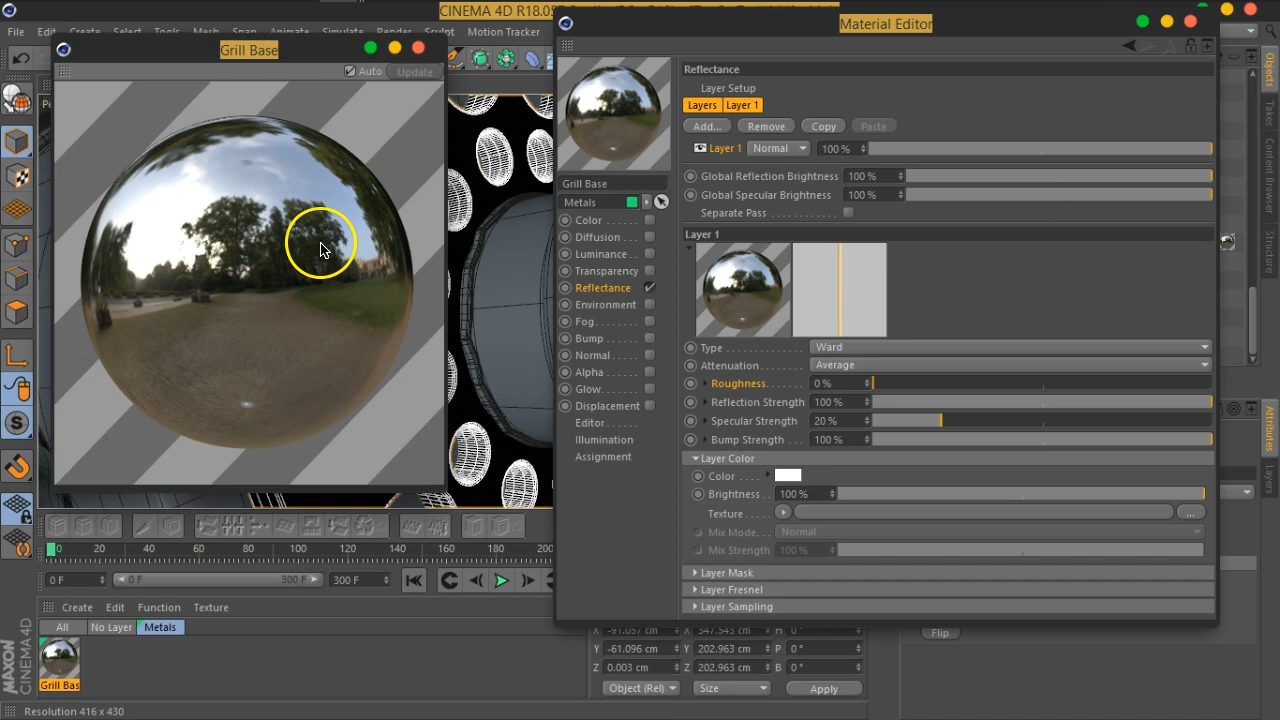 CINEMA 4D R18.05
Material Editor
File Edit Create Select Tools Mesh Snap Animate Simulate Render Sculpt Motion Tracker
Grill Base
Auto Update
Reflectance
Layer Setup
Layers Layer 1
Add... Remove Copy Paste
Layer 1 Normal 100 %
Global Reflection Brightness 100 %
Grill Base
Global Specular Brightness 100 %
Metals
Separate Pass
Color
Diffusion
Layer 1
Luminance
Transparency
Reflectance
Environment
Fog
Bump
Normal
Alpha
Glow
Displacement
Editor
Illumination
Assignment
Type Ward
Attenuation Average
Roughness 0 %
Reflection Strength 100 %
Specular Strength 20 %
Bump Strength 100 %
Layer Color
Color
Brightness 100 %
Texture ...
Mix Mode Normal
Mix Strength 100 %
Layer Mask
Layer Fresnel
Layer Sampling
Objects
Takes
Content Browser
Structure
Attributes
Layers
0 20 40 60 80 100 120 140 160 180 200
0 F 0 F 300 F 300 F
Create Edit Function Texture
All No Layer Metals
Grill Bas
X -91.057 cm X 347.543 cm H 0 °
Y -61.096 cm Y 202.963 cm P 0 °
Z 0.003 cm Z 202.963 cm B 0 °
Object (Rel) Size Apply
Flip
MAXON
CINEMA 4D
Resolution 416 x 430